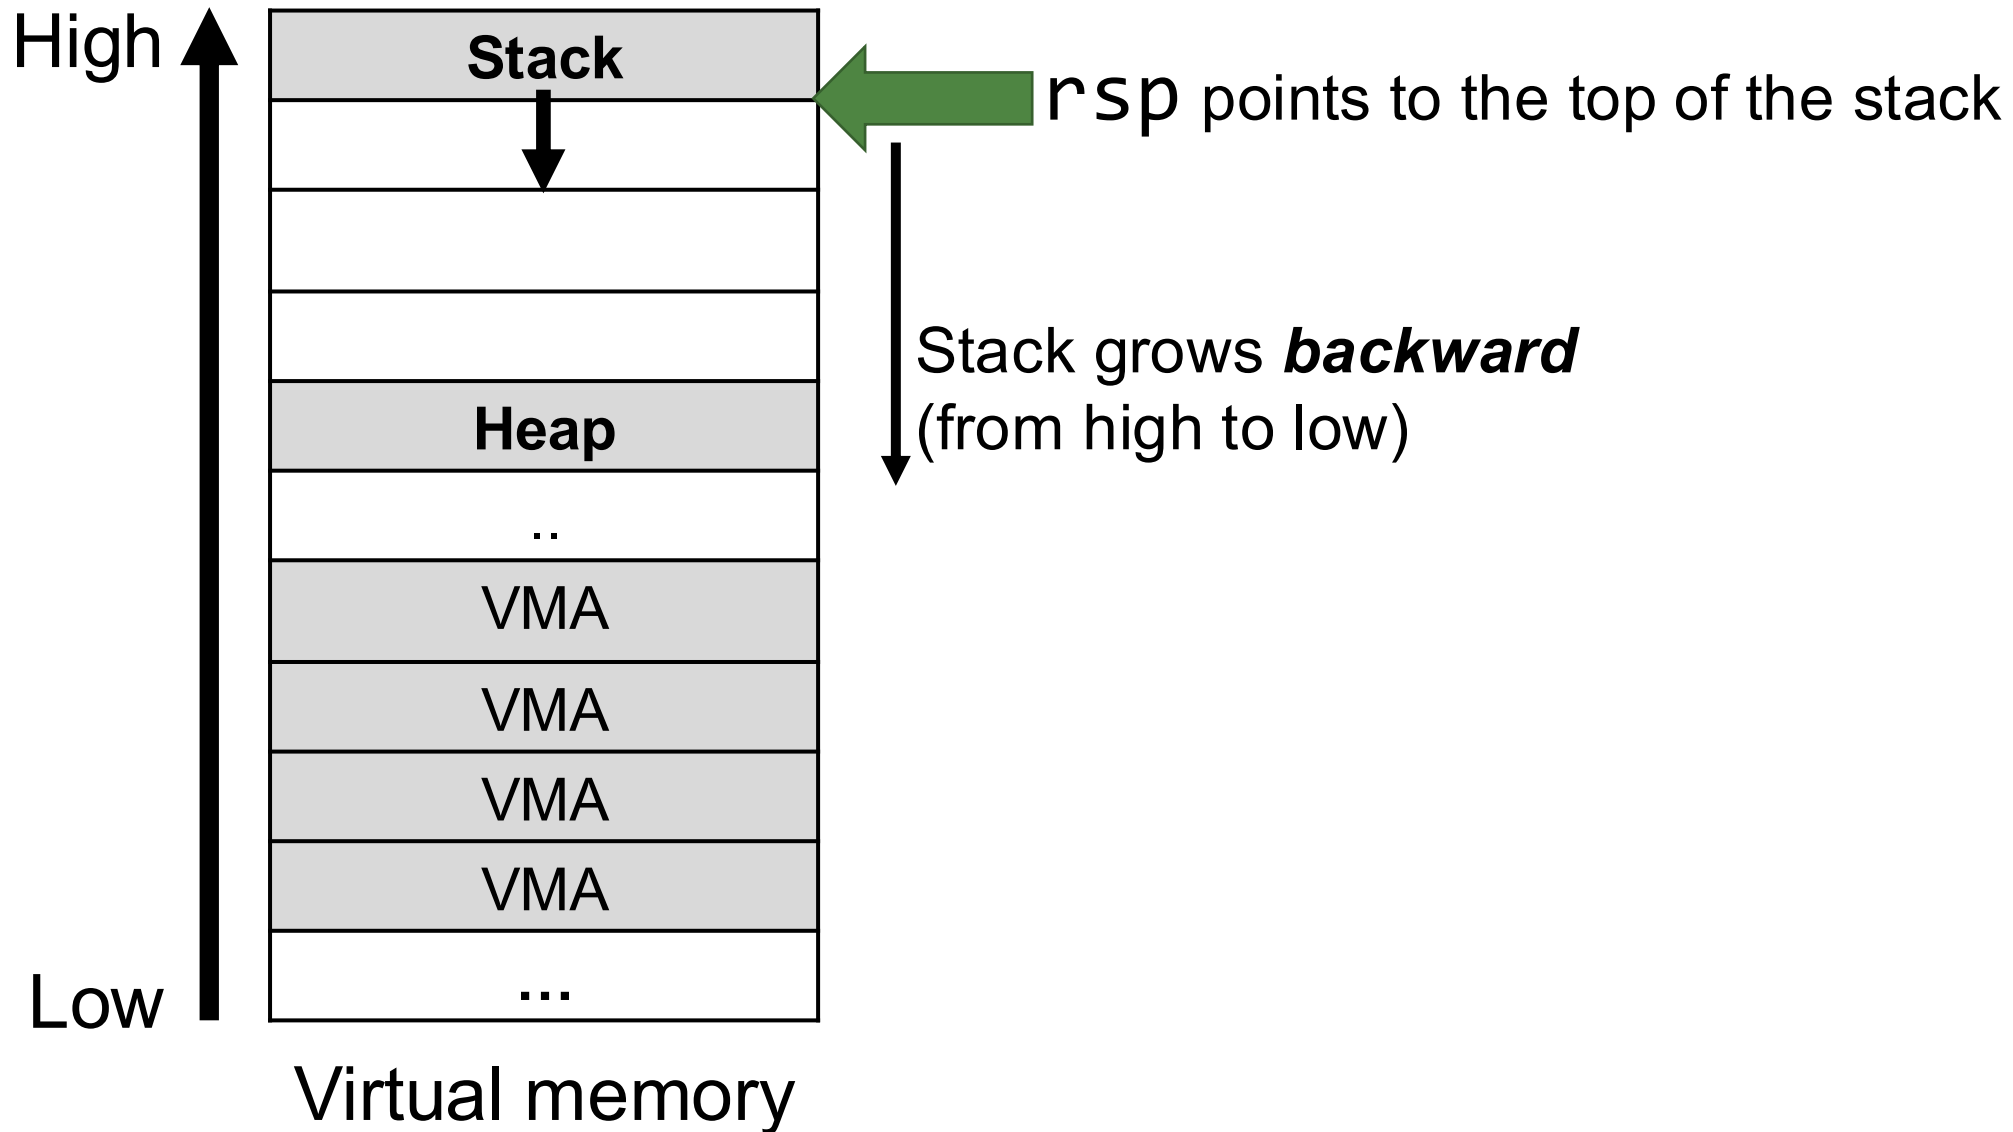 High
Stack
rsp points to the top of the stack
Stack grows backward
(from high to low)
Heap
..
VMA
VMA
VMA
VMA
...
Low
Virtual memory